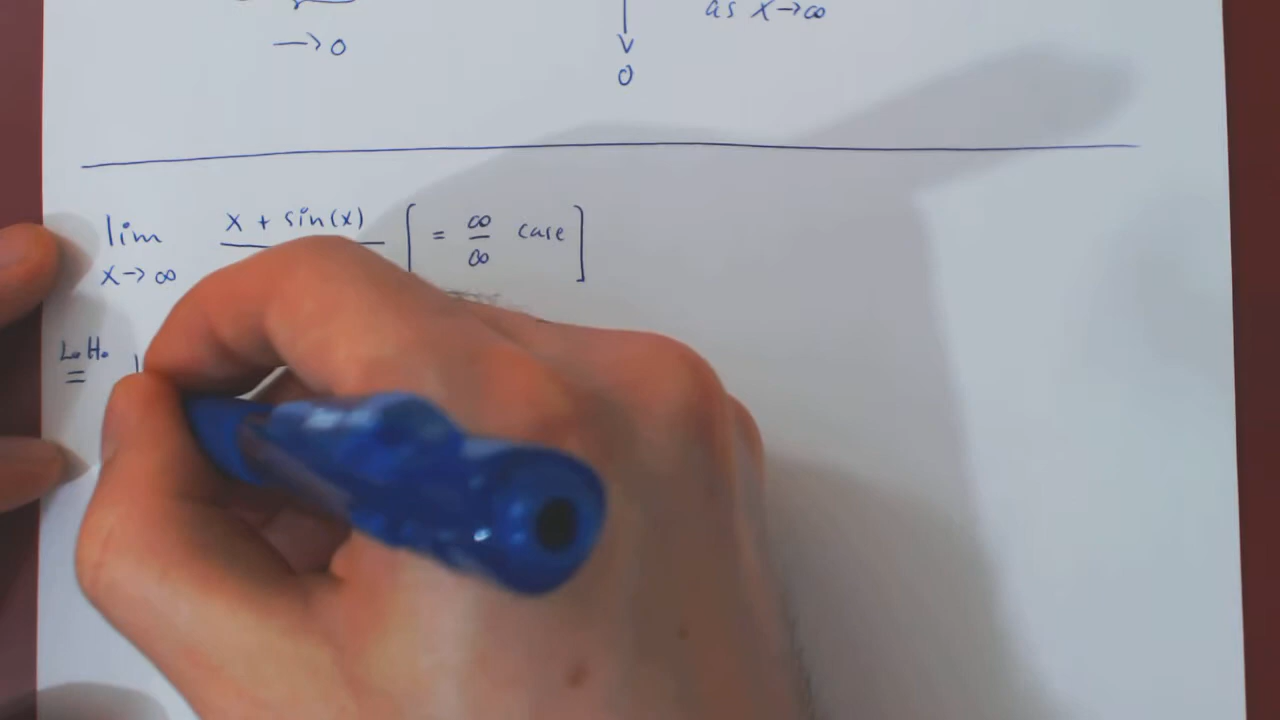 as x→∞
→0
0
lim x + sin(x) [ = ∞/∞ case ]
x→∞
L.H.
=